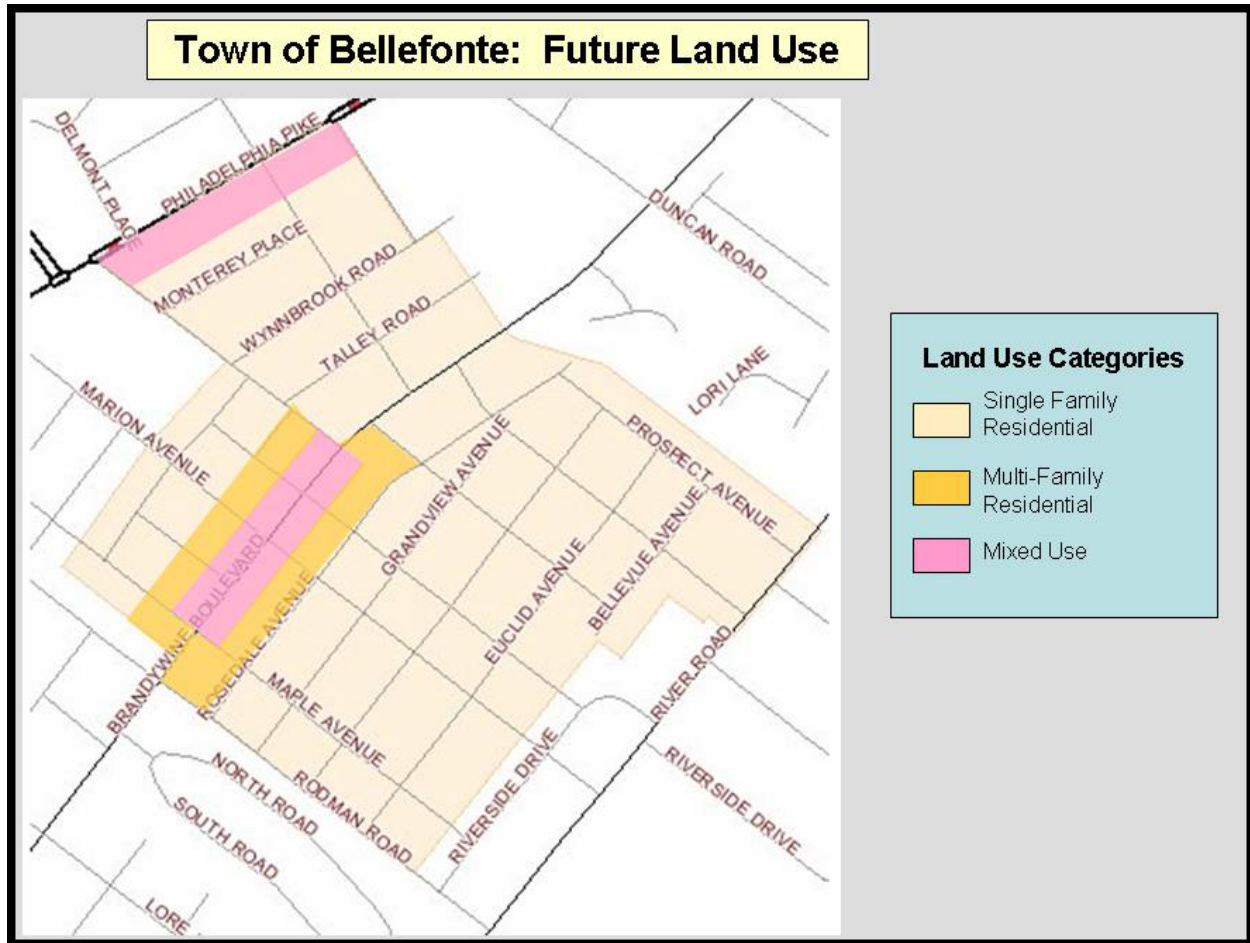 Town of Bellefonte: Future Land Use
DELMONT PLACE
PHILADELPHIA PIKE
MONTEREY PLACE
WYNNBROOK ROAD
TALLEY ROAD
DUNCAN ROAD
LORI LANE
MARION AVENUE
PROSPECT AVENUE
GRANDVIEW AVENUE
BELLEVUE AVENUE
EUCLID AVENUE
BRANDYWINE BOULEVARD
ROSEDALE AVENUE
MAPLE AVENUE
RIVER ROAD
RIVERSIDE DRIVE
RIVERSIDE DRIVE
NORTH ROAD
RODMAN ROAD
SOUTH ROAD
LORE
Land Use Categories
Single Family
Residential
Multi-Family
Residential
Mixed Use